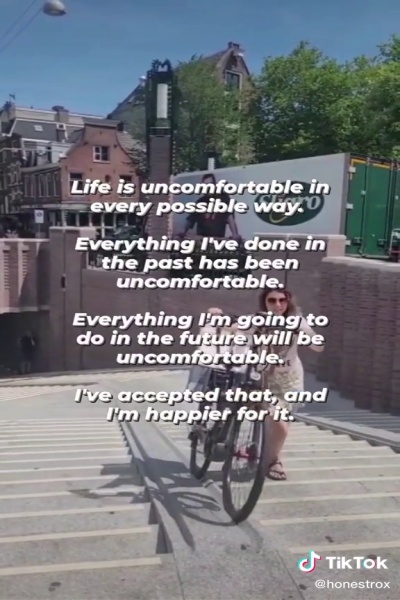 Life is uncomfortable in
every possible way.
Everything I've done in
the past has been
uncomfortable.
Everything I'm going to
do in the future will be
uncomfortable.
I've accepted that, and
I'm happier for it.
TikTok
@honestrox